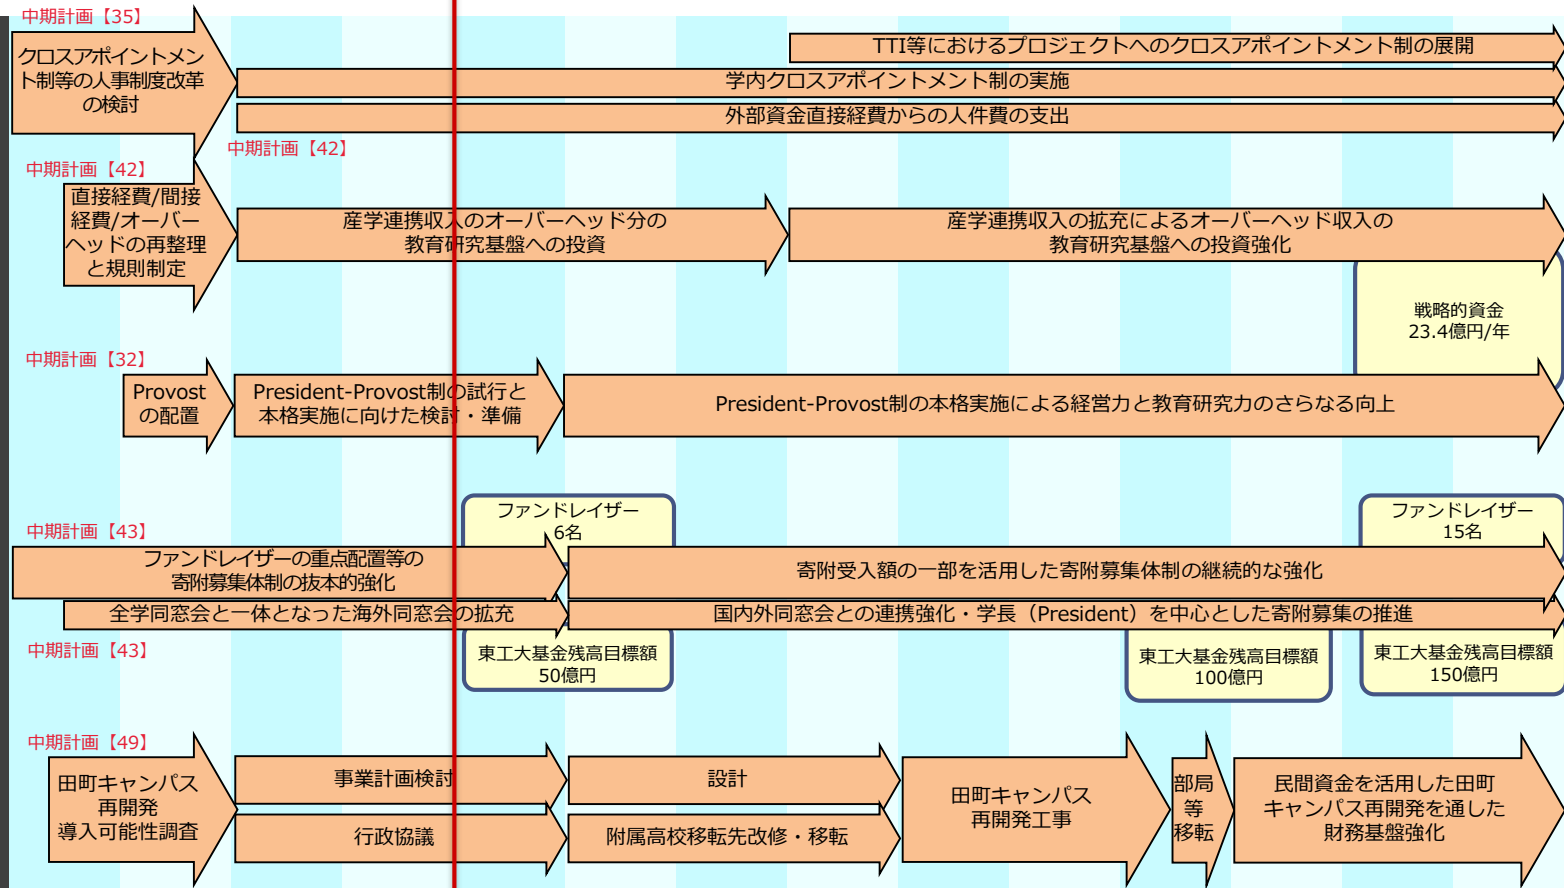 中期計画【35】
クロスアポイントメン
ト制等の人事制度改革
の検討
TTI等におけるプロジェクトへのクロスアポイントメント制の展開
学内クロスアポイントメント制の実施
外部資金直接経費からの人件費の支出
中期計画【42】
中期計画【42】
直接経費/間接
経費/オーバー
ヘッドの再整理
と規則制定
産学連携収入のオーバーヘッド分の
教育研究基盤への投資
産学連携収入の拡充によるオーバーヘッド収入の
教育研究基盤への投資強化
戦略的資金
23.4億円/年
中期計画【32】
Provost
の配置
President-Provost制の試行と
本格実施に向けた検討・準備
President-Provost制の本格実施による経営力と教育研究力のさらなる向上
中期計画【43】
ファンドレイザー
6名
ファンドレイザー
15名
ファンドレイザーの重点配置等の
寄附募集体制の抜本的強化
寄附受入額の一部を活用した寄附募集体制の継続的な強化
全学同窓会と一体となった海外同窓会の拡充
国内外同窓会との連携強化・学長（President）を中心とした寄附募集の推進
中期計画【43】
東工大基金残高目標額
50億円
東工大基金残高目標額
100億円
東工大基金残高目標額
150億円
中期計画【49】
田町キャンパス
再開発
導入可能性調査
事業計画検討
行政協議
設計
附属高校移転先改修・移転
田町キャンパス
再開発工事
部局
等
移転
民間資金を活用した田町
キャンパス再開発を通した
財務基盤強化